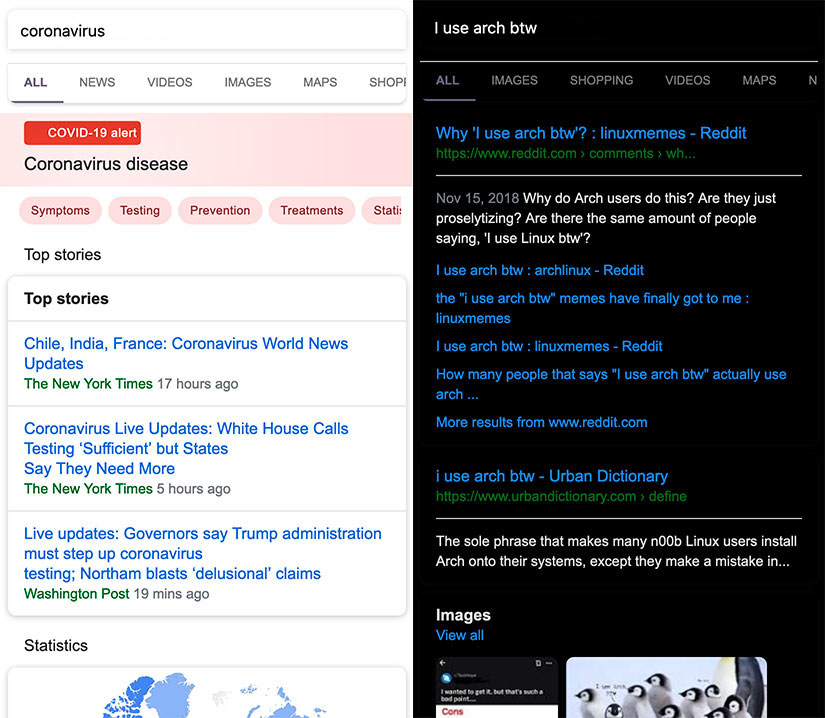 coronavirus
ALL NEWS VIDEOS IMAGES MAPS SHOP
COVID-19 alert
Coronavirus disease
Symptoms Testing Prevention Treatments Statis
Top stories
Top stories
Chile, India, France: Coronavirus World News
Updates
The New York Times 17 hours ago
Coronavirus Live Updates: White House Calls
Testing ‘Sufficient’ but States
Say They Need More
The New York Times 5 hours ago
Live updates: Governors say Trump administration
must step up coronavirus
testing; Northam blasts ‘delusional’ claims
Washington Post 19 mins ago
Statistics
I use arch btw
ALL IMAGES SHOPPING VIDEOS MAPS N
Why 'I use arch btw'? : linuxmemes - Reddit
https://www.reddit.com › comments › wh...
Nov 15, 2018 Why do Arch users do this? Are they just
proselytizing? Are there the same amount of people
saying, 'I use Linux btw'?
I use arch btw : archlinux - Reddit
the "i use arch btw" memes have finally got to me :
linuxmemes
I use arch btw : linuxmemes - Reddit
How many people that says "I use arch btw" actually use
arch ...
More results from www.reddit.com
i use arch btw - Urban Dictionary
https://www.urbandictionary.com › define
The sole phrase that makes many n00b Linux users install
Arch onto their systems, except they make a mistake in...
Images
View all
I wanted to get it, but that's such a
bad point....
Cons
I use Arch
BTW